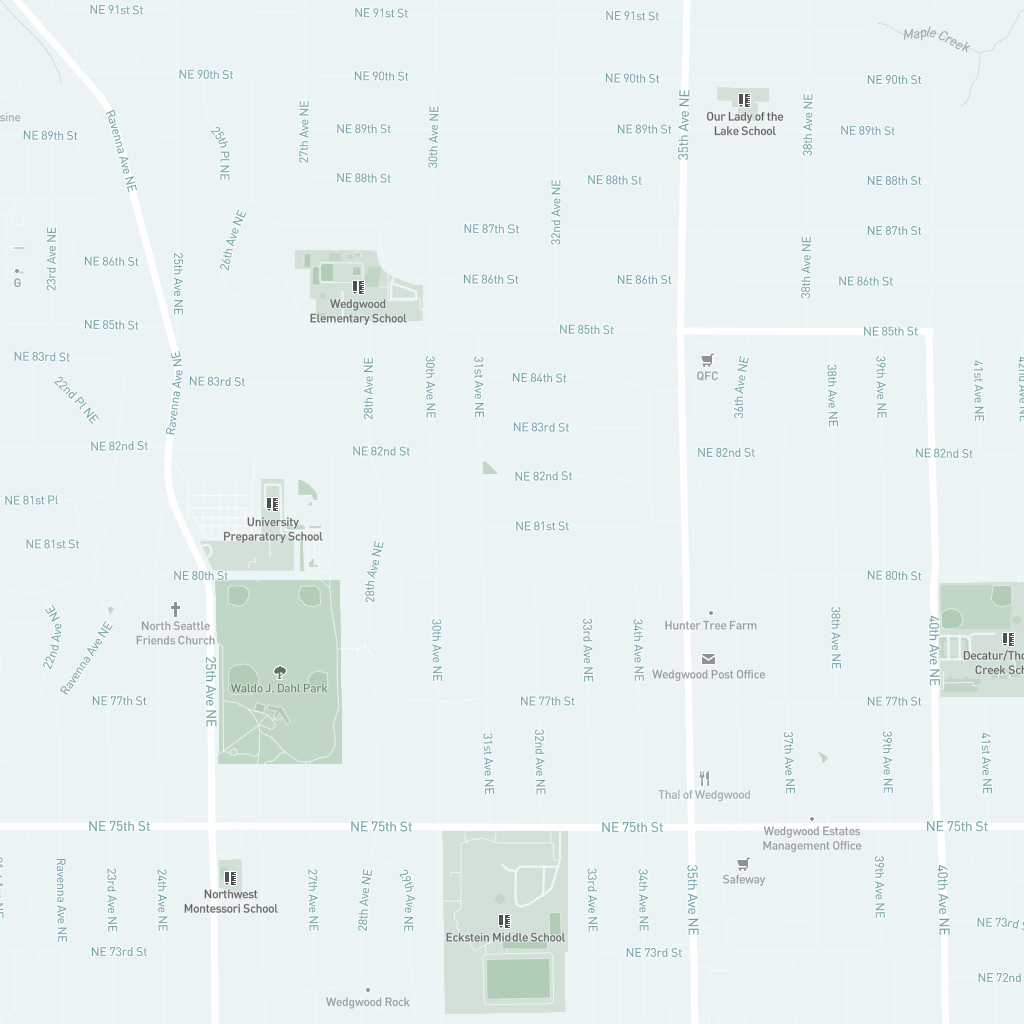 NE 91st St
NE 91st St
NE 91st St
Maple Creek
NE 90th St
NE 90th St
NE 90th St
NE 90th St
sine
Ravenna Ave NE
NE 89th St
25th Pl NE
27th Ave NE
NE 89th St
30th Ave NE
NE 89th St
35th Ave NE
Our Lady of the
Lake School
38th Ave NE
NE 89th St
NE 88th St
NE 88th St
NE 88th St
32nd Ave NE
23rd Ave NE
26th Ave NE
NE 87th St
NE 87th St
NE 86th St
25th Ave NE
NE 86th St
NE 86th St
38th Ave NE
NE 86th St
G
Wedgwood
Elementary School
NE 85th St
NE 85th St
NE 85th St
NE 83rd St
22nd Pl NE
Ravenna Ave NE
NE 83rd St
28th Ave NE
30th Ave NE
31st Ave NE
NE 84th St
QFC
36th Ave NE
38th Ave NE
39th Ave NE
41st Ave NE
42nd Ave NE
NE 82nd St
NE 82nd St
NE 83rd St
NE 82nd St
NE 82nd St
NE 82nd St
NE 81st Pl
University
Preparatory School
NE 81st St
NE 81st St
28th Ave NE
NE 80th St
NE 80th St
22nd Ave NE
Ravenna Ave NE
North Seattle
Friends Church
30th Ave NE
33rd Ave NE
34th Ave NE
Hunter Tree Farm
38th Ave NE
40th Ave NE
Wedgwood Post Office
Decatur/Tho
Creek Sch
25th Ave NE
Waldo J. Dahl Park
NE 77th St
NE 77th St
NE 77th St
31st Ave NE
32nd Ave NE
37th Ave NE
39th Ave NE
41st Ave NE
Thai of Wedgwood
NE 75th St
NE 75th St
NE 75th St
NE 75th St
Wedgwood Estates
Management Office
Ravenna Ave NE
23rd Ave NE
24th Ave NE
Northwest
Montessori School
27th Ave NE
28th Ave NE
29th Ave NE
33rd Ave NE
34th Ave NE
35th Ave NE
Safeway
39th Ave NE
40th Ave NE
NE 73rd St
Eckstein Middle School
NE 73rd St
NE 73rd St
NE 72nd
Wedgwood Rock